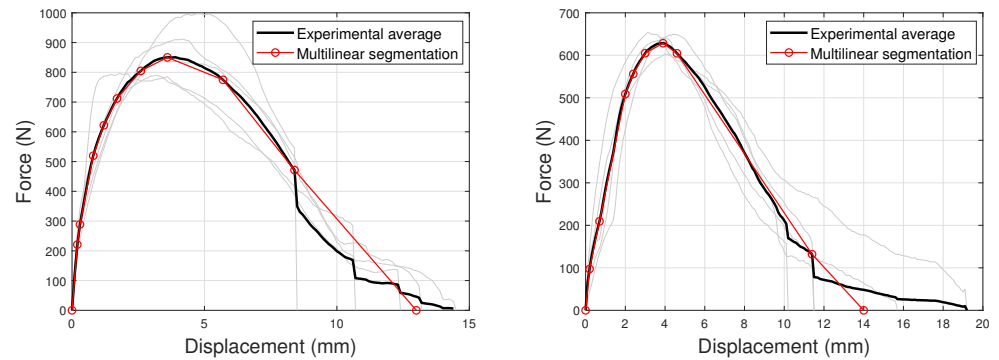 1000
900
800
700
600
500
400
300
200
100
0
0 5 10 15
Force (N)
Displacement (mm)
Experimental average
Multilinear segmentation
700
600
500
400
300
200
100
0
0 2 4 6 8 10 12 14 16 18 20
Force (N)
Displacement (mm)
Experimental average
Multilinear segmentation